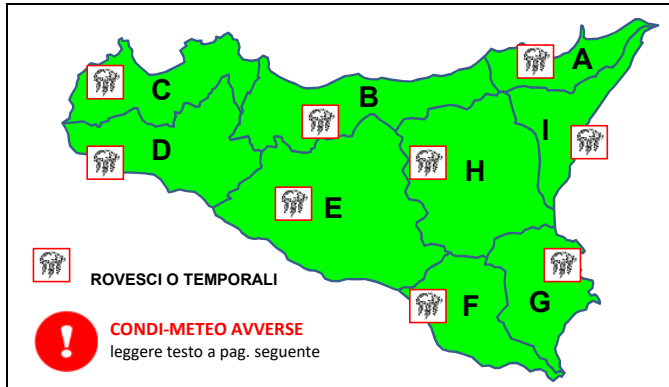 A
C
B
I
D
H
E
ROVESCI O TEMPORALI
F
G
CONDI-METEO AVVERSE
leggere testo a pag. seguente